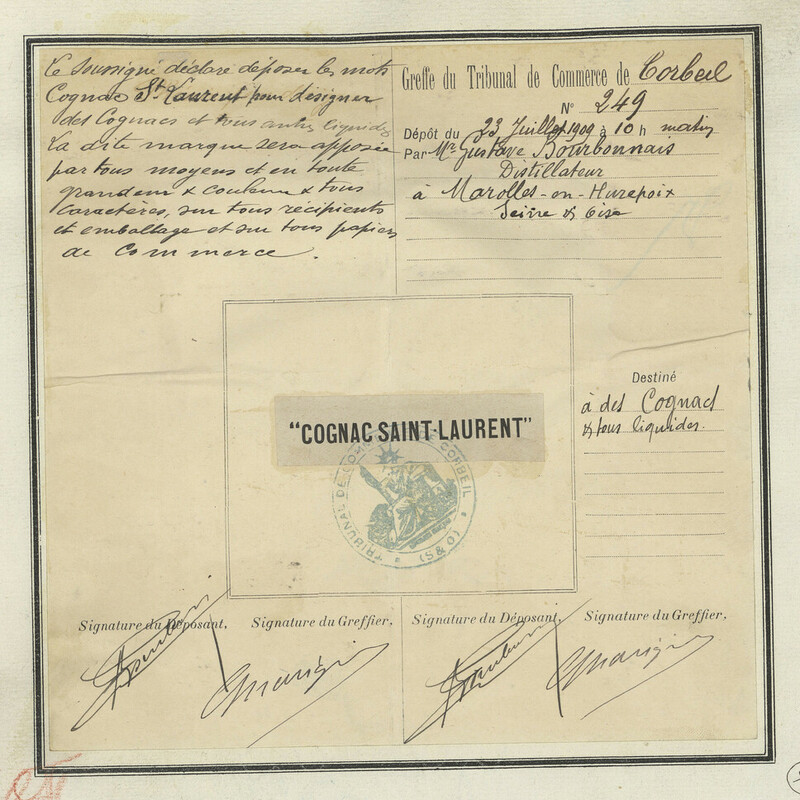 Le soussigné déclare déposer les mots
Cognac St Laurent pour désigner
des Cognacs et tous autres liquides
La dite marque sera apposée
par tous moyens et en toute
grandeur & couleur & tous
caractères, sur tous récipients
et emballage et sur tous papiers
de Commerce.
Greffe du Tribunal de Commerce de Corbeil
N° 249
Dépôt du 23 Juillet 1909 à 10 h matin
Par Mr Gustave Bourbonnais
Distillateur
à Marolles-en-Hurepoix
Seine & Oise
Destiné
à des Cognacs
& tous liquides.
"COGNAC SAINT-LAURENT"
TRIBUNAL DE COMMERCE DE CORBEIL
(S&O)
Signature du Déposant.
Signature du Greffier.
Signature du Déposant.
Signature du Greffier.